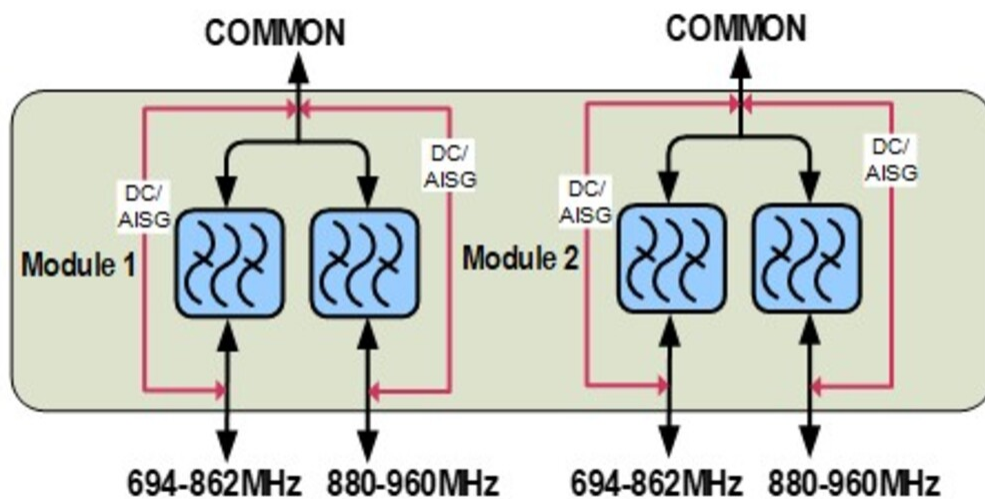 COMMON
COMMON
DC/
AISG
DC/
AISG
DC/
AISG
DC/
AISG
Module 1
Module 2
694-862MHz
880-960MHz
694-862MHz
880-960MHz